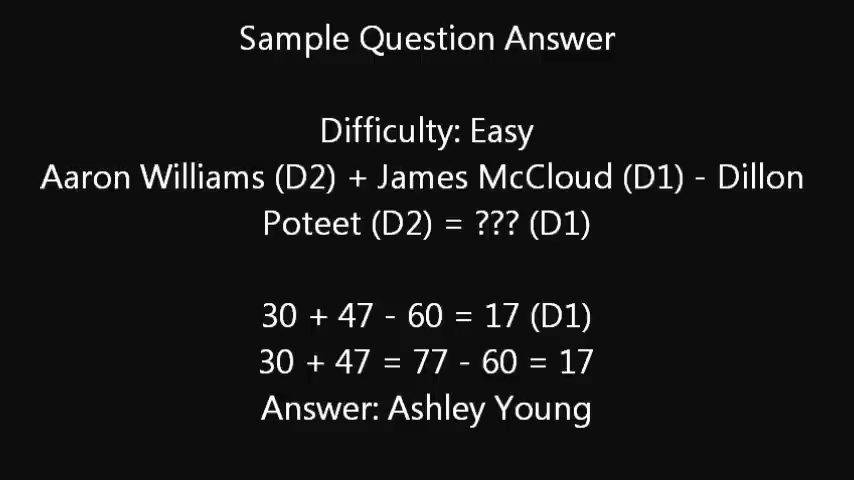 Sample Question Answer
Difficulty: Easy
Aaron Williams (D2) + James McCloud (D1) - Dillon
Poteet (D2) = ??? (D1)
30 + 47 - 60 = 17 (D1)
30 + 47 = 77 - 60 = 17
Answer: Ashley Young